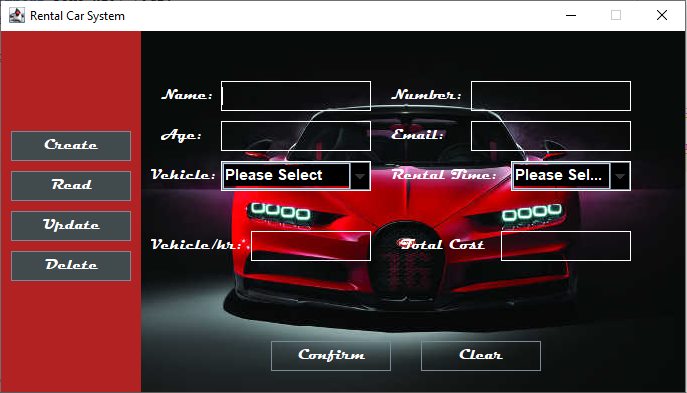 Rental Car System
Name: Number:
Create
Age: Email:
Read
Vehicle: Please Select Rental Time: Please Sel...
Update
Vehicle/hr:*. Total Cost
Delete
Confirm Clear